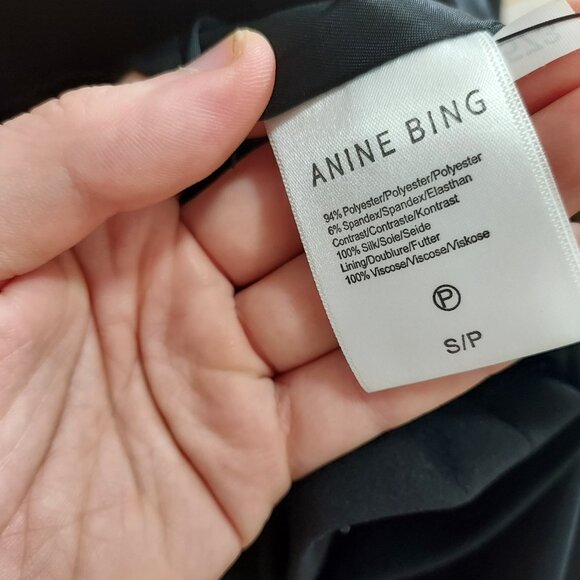 ANINE BING
94% Polyester/Polyester/Polyester
6% Spandex/Spandex/Elasthan
Contrast/Contraste/Kontrast
100% Silk/Soie/Seide
Lining/Doublure/Futter
100% Viscose/Viscose/Viskose
P
S/P